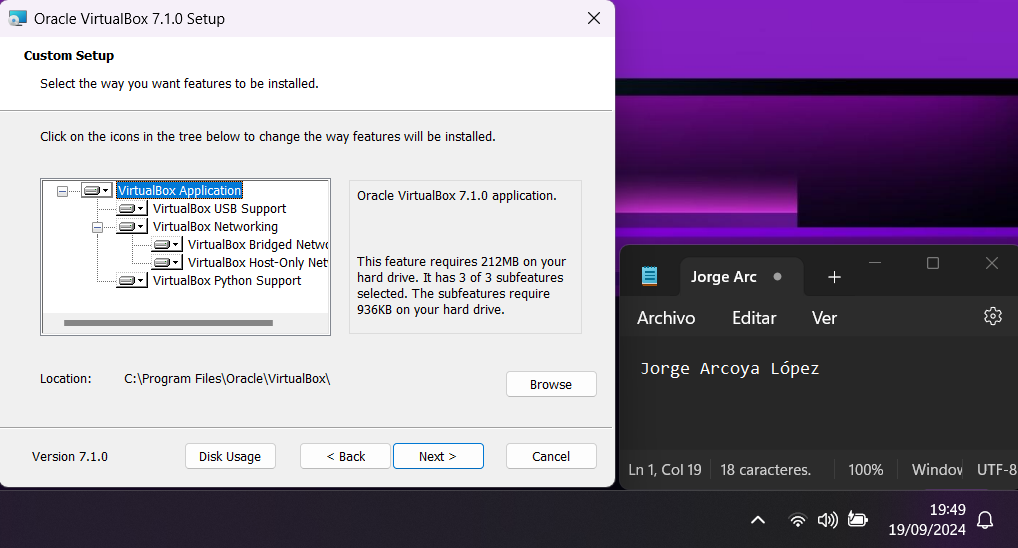 Oracle VirtualBox 7.1.0 Setup
Custom Setup
Select the way you want features to be installed.
Click on the icons in the tree below to change the way features will be installed.
VirtualBox Application
VirtualBox USB Support
VirtualBox Networking
VirtualBox Bridged Netwo
VirtualBox Host-Only Net
VirtualBox Python Support
Oracle VirtualBox 7.1.0 application.
This feature requires 212MB on your
hard drive. It has 3 of 3 subfeatures
selected. The subfeatures require
936KB on your hard drive.
Location: C:\Program Files\Oracle\VirtualBox\
Browse
Version 7.1.0
Disk Usage
< Back
Next >
Cancel
Jorge Arc
Archivo Editar Ver
Jorge Arcoya López
Ln 1, Col 19 18 caracteres. 100% Window UTF-8
19:49
19/09/2024